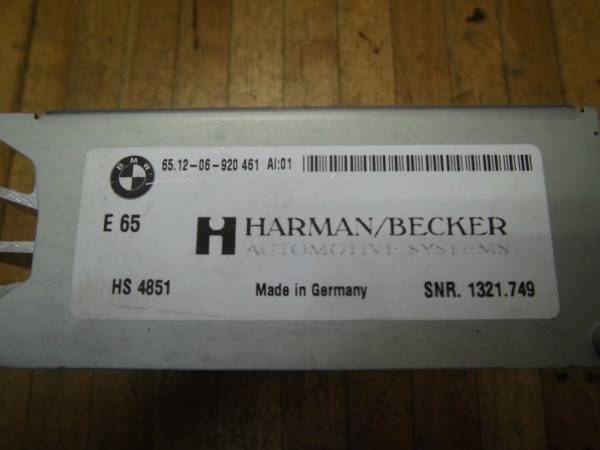 BMW
65.12-06-920 461 AI:01
E 65
HARMAN/BECKER
AUTOMOTIVE SYSTEMS
HS 4851
Made in Germany
SNR. 1321.749